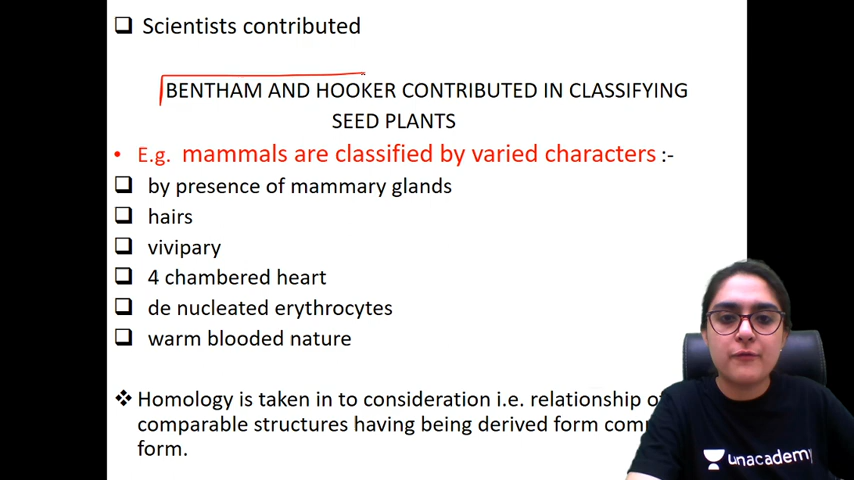 ❑ Scientists contributed
BENTHAM AND HOOKER CONTRIBUTED IN CLASSIFYING
SEED PLANTS
• E.g. mammals are classified by varied characters :-
❑ by presence of mammary glands
❑ hairs
❑ vivipary
❑ 4 chambered heart
❑ de nucleated erythrocytes
❑ warm blooded nature
❖ Homology is taken in to consideration i.e. relationship
comparable structures having being derived form
form.
unacademy